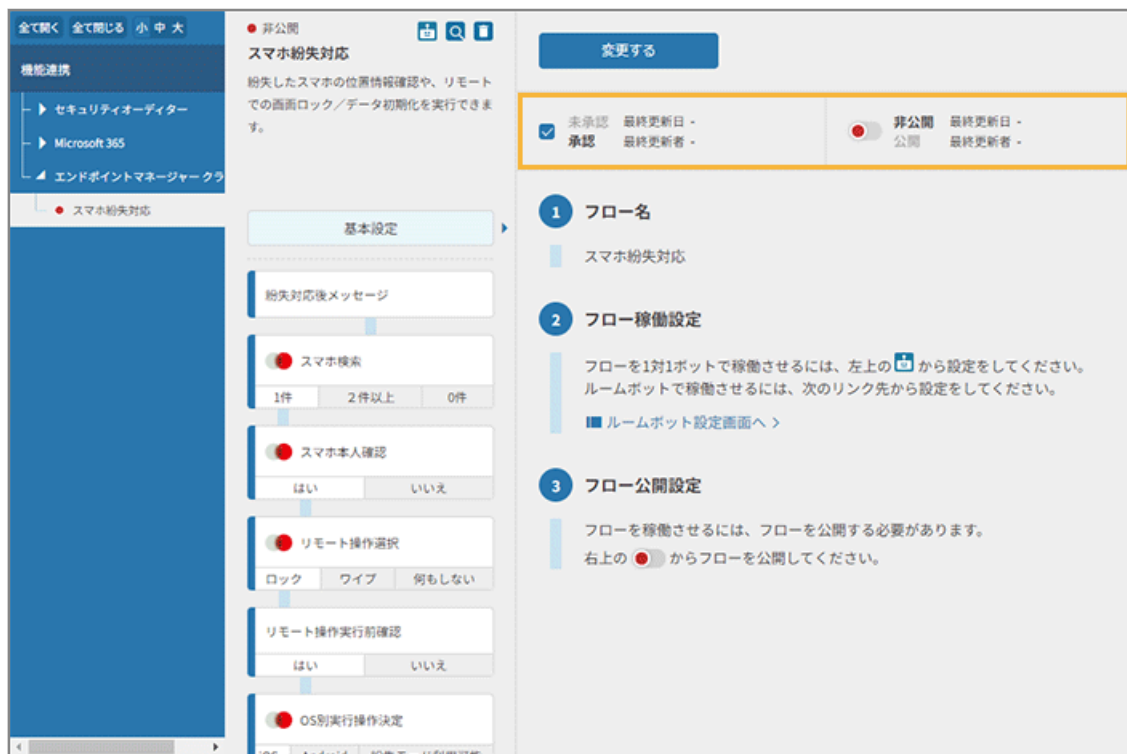 全て開く 全て閉じる 小 中 大
機能連携
セキュリティオーディター
Microsoft 365
エンドポイントマネージャー クラ
スマホ紛失対応
非公開
スマホ紛失対応
紛失したスマホの位置情報確認や、リモート
での画面ロック／データ初期化を実行できま
す。
基本設定
紛失対応後メッセージ
スマホ検索
1件 2件以上 0件
スマホ本人確認
はい いいえ
リモート操作選択
ロック ワイプ 何もしない
リモート操作実行前確認
はい いいえ
OS別実行操作決定
iOS Android 紛失モード利用可能
変更する
未承認 最終更新日 -
承認 最終更新者 -
非公開 最終更新日 -
公開 最終更新者 -
1 フロー名
スマホ紛失対応
2 フロー稼働設定
フローを1対1ボットで稼働させるには、左上の から設定をしてください。
ルームボットで稼働させるには、次のリンク先から設定をしてください。
ルームボット設定画面へ
3 フロー公開設定
フローを稼働させるには、フローを公開する必要があります。
右上の からフローを公開してください。